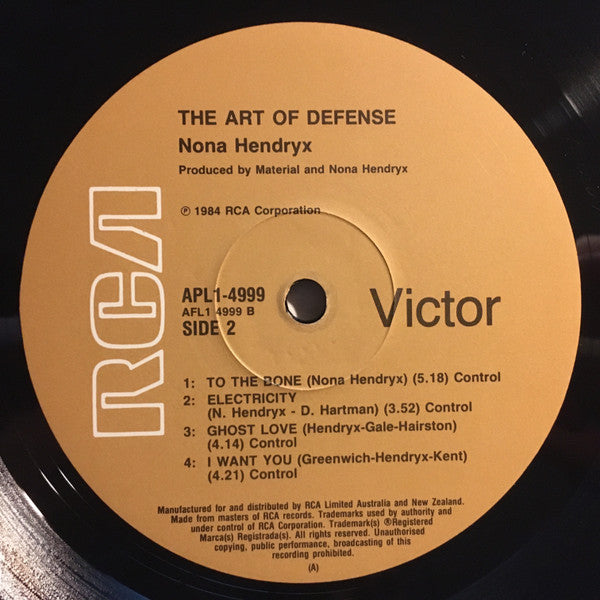 THE ART OF DEFENSE
Nona Hendryx
Produced by Material and Nona Hendryx
℗ 1984 RCA Corporation
RCA
APL1-4999
AFL1 4999 B
SIDE 2
Victor
1: TO THE BONE (Nona Hendryx) (5.18) Control
2: ELECTRICITY
(N. Hendryx - D. Hartman) (3.52) Control
3: GHOST LOVE (Hendryx-Gale-Hairston)
(4.14) Control
4: I WANT YOU (Greenwich-Hendryx-Kent)
(4.21) Control
Manufactured for and distributed by RCA Limited Australia and New Zealand.
Made from masters of RCA records. Trademarks used by authority and
under control of RCA Corporation. Trademark(s) ®Registered
Marca(s) Registrada(s). All rights reserved. Unauthorised
copying, public performance, broadcasting of this
recording prohibited.
(A)